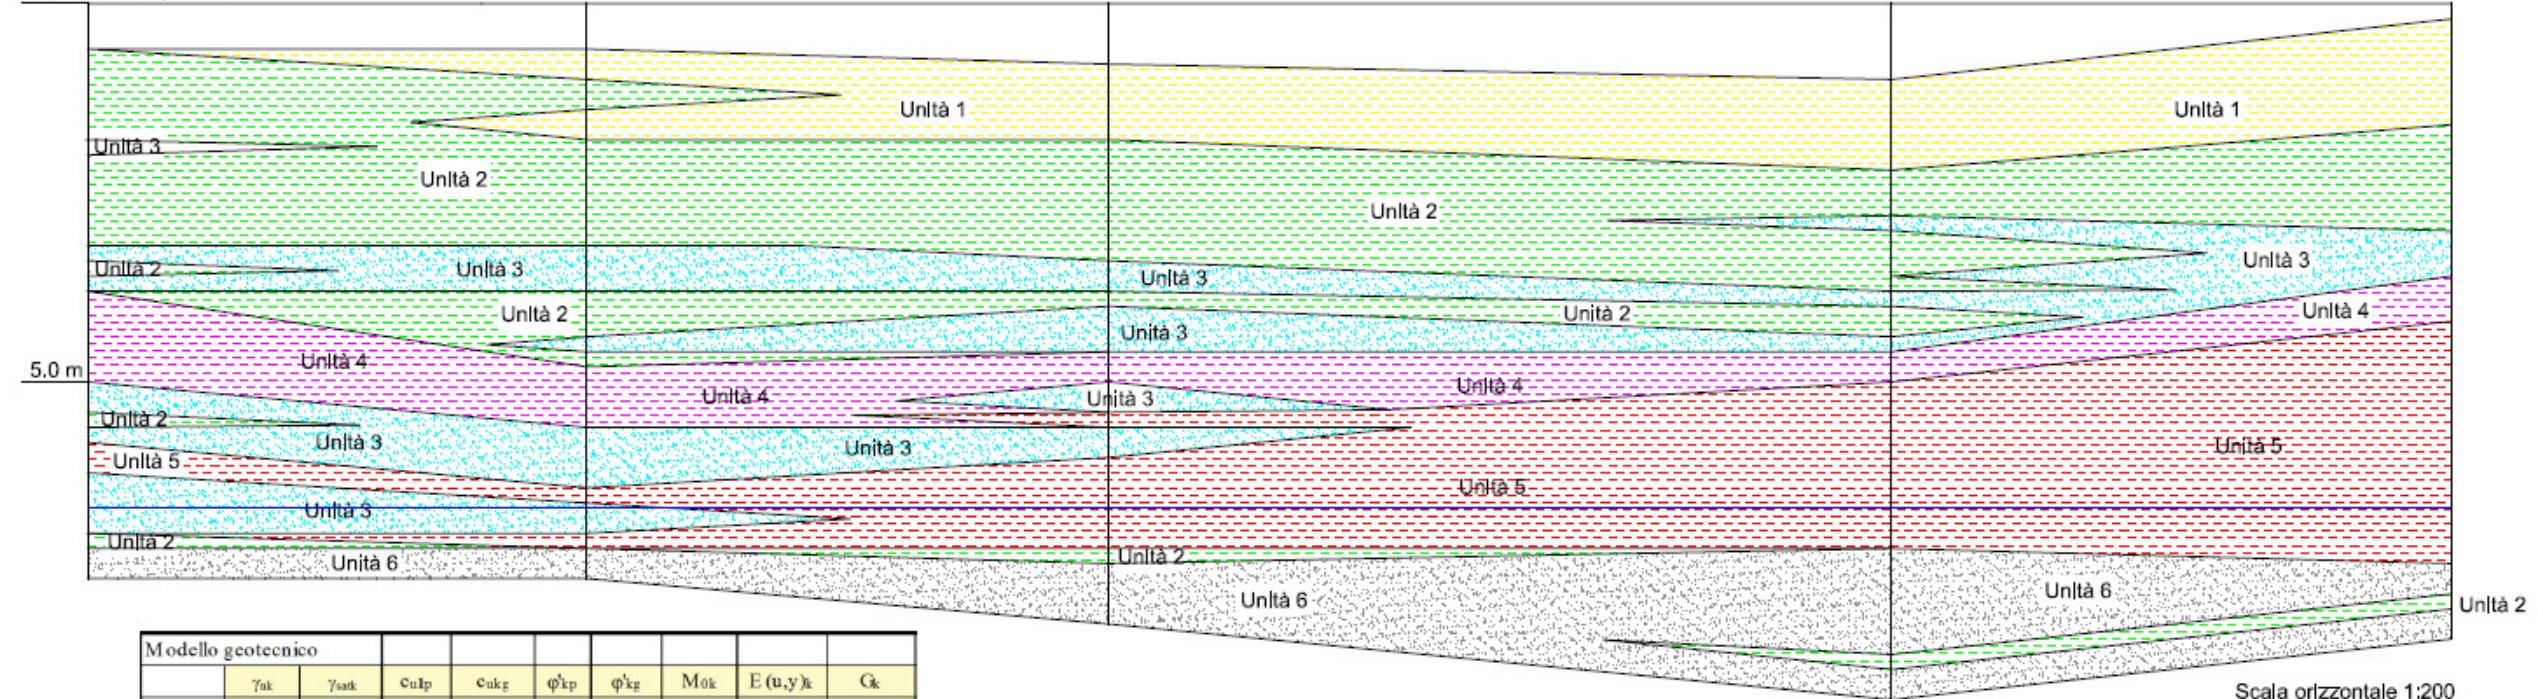 Unità 1
Unità 1
Unità 3
Unità 2
Unità 2
Unità 3
Unità 2
Unità 3
Unità 3
Unità 2
Unità 2
Unità 4
Unità 3
Unità 4
5.0 m
Unità 4
Unità 4
Unità 3
Unità 2
Unità 3
Unità 3
Unità 5
Unità 5
Unità 5
Unità 3
Unità 2
Unità 2
Unità 6
Unità 6
Unità 6
Unità 2
Modello geotecnico
γnk γsatk cukp cukg φ'kp φ'kg M0k E (u,y)k Gk
Scala orizzontale 1:200